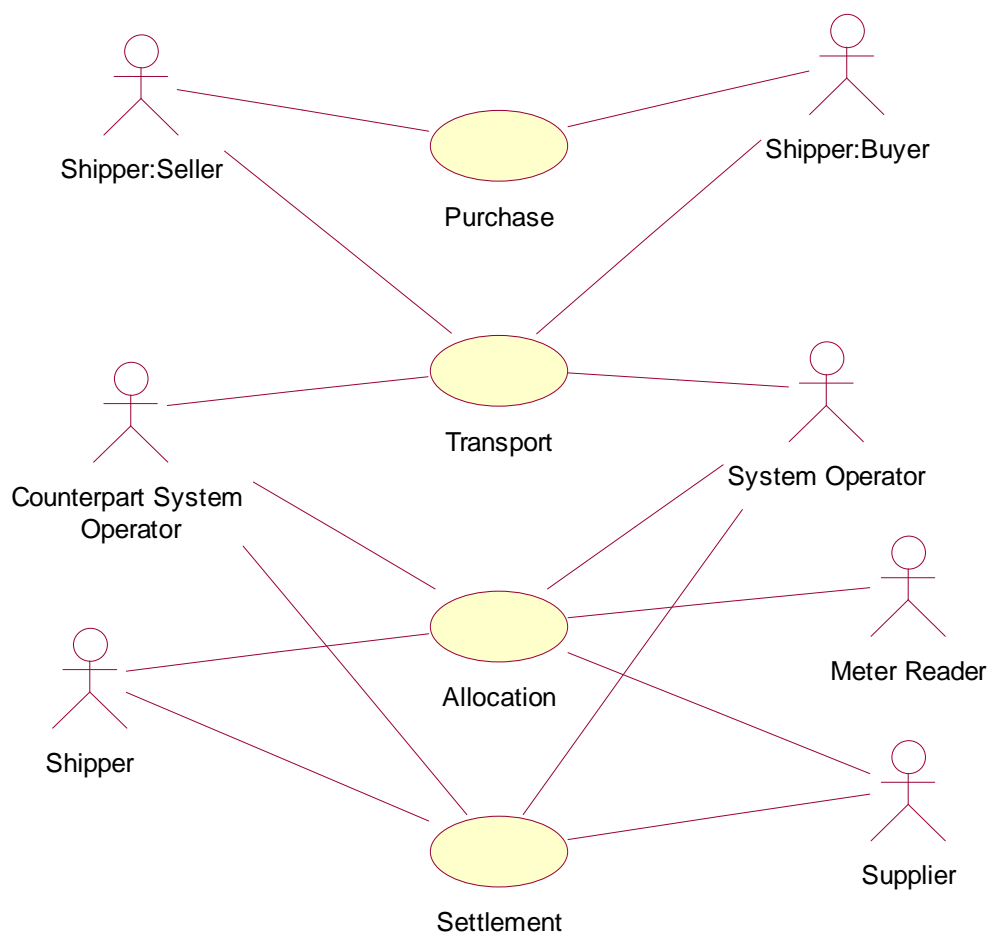 Shipper:Seller
Shipper:Buyer
Purchase
Transport
System Operator
Counterpart System
Operator
Meter Reader
Allocation
Shipper
Supplier
Settlement